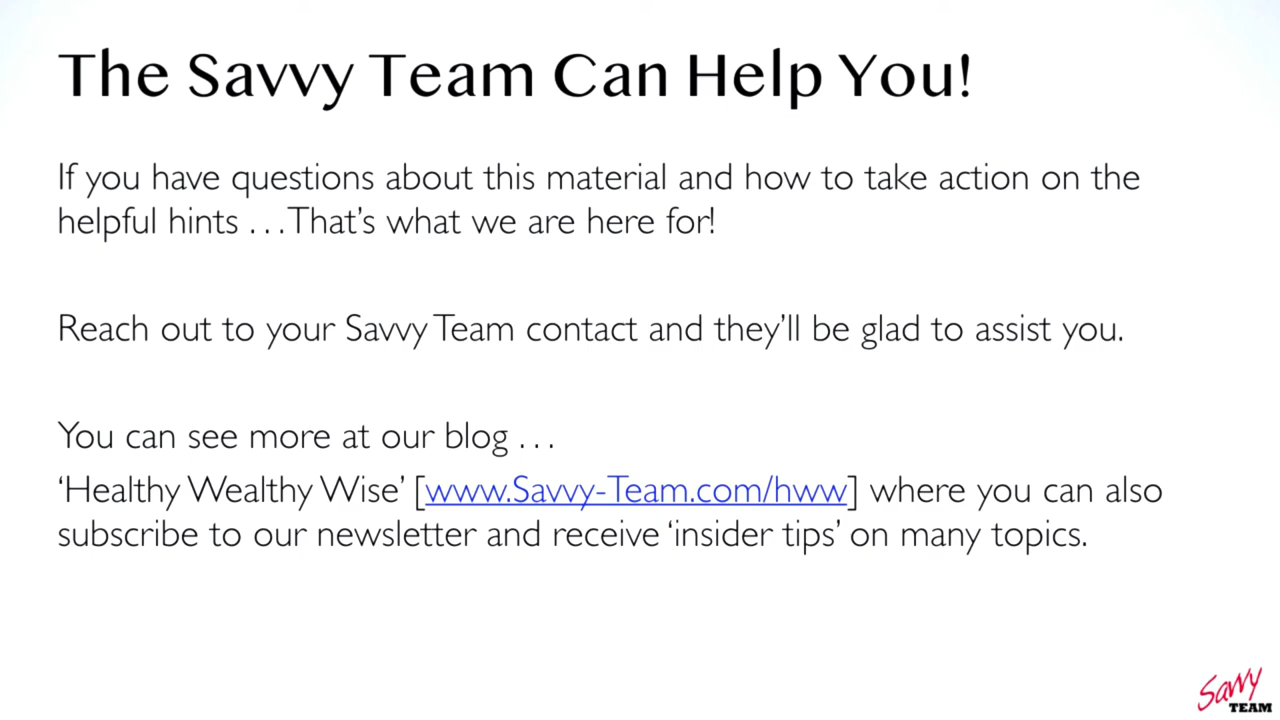 The Savvy Team Can Help You!
If you have questions about this material and how to take action on the
helpful hints …That’s what we are here for!
Reach out to your Savvy Team contact and they’ll be glad to assist you.
You can see more at our blog …
‘Healthy Wealthy Wise’ [www.Savvy-Team.com/hww] where you can also
subscribe to our newsletter and receive ‘insider tips’ on many topics.
Savvy
TEAM